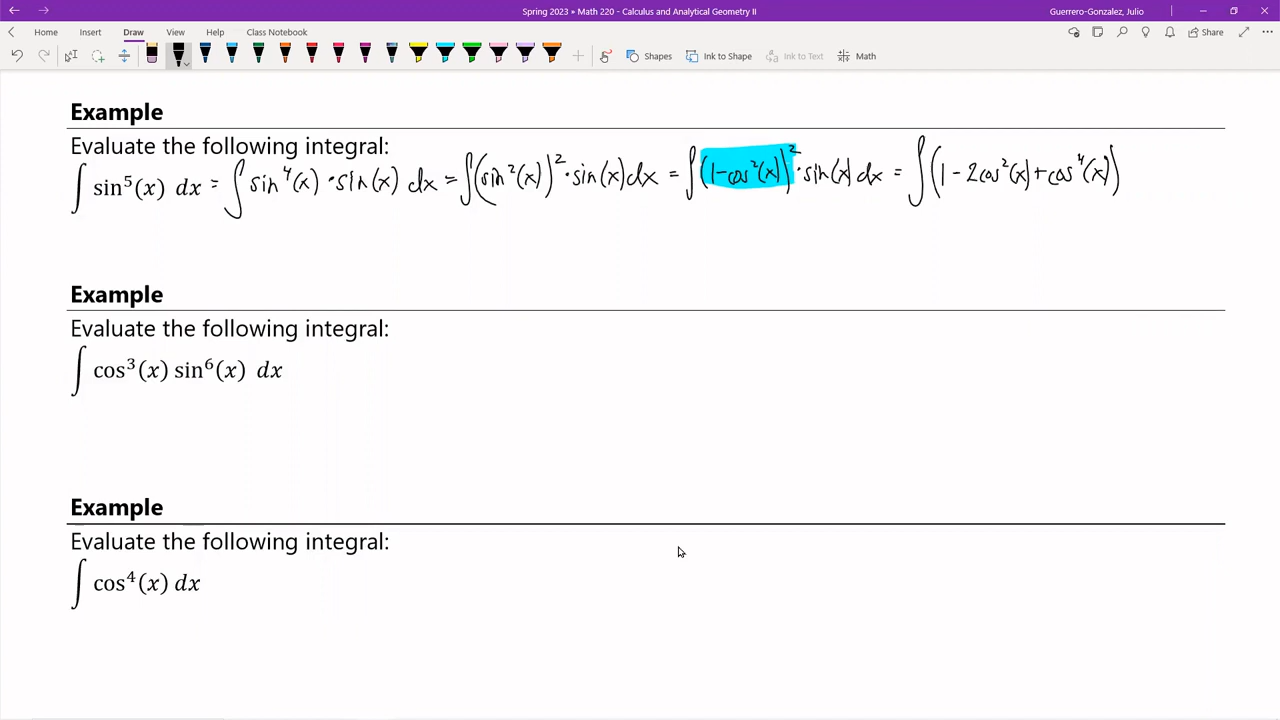 Spring 2023 » Math 220 - Calculus and Analytical Geometry II
Guerrero-Gonzalez, Julio
Home Insert Draw View Help Class Notebook
Share
Shapes Ink to Shape Ink to Text Math
Example
Evaluate the following integral:
∫ sin⁵(x) dx = ∫ sin⁴(x) · sin(x) dx = ∫ (sin²(x))² · sin(x) dx = ∫ (1-cos²(x))² · sin(x) dx = ∫ (1 - 2cos²(x) + cos⁴(x))
Example
Evaluate the following integral:
∫ cos³(x) sin⁶(x) dx
Example
Evaluate the following integral:
∫ cos⁴(x) dx